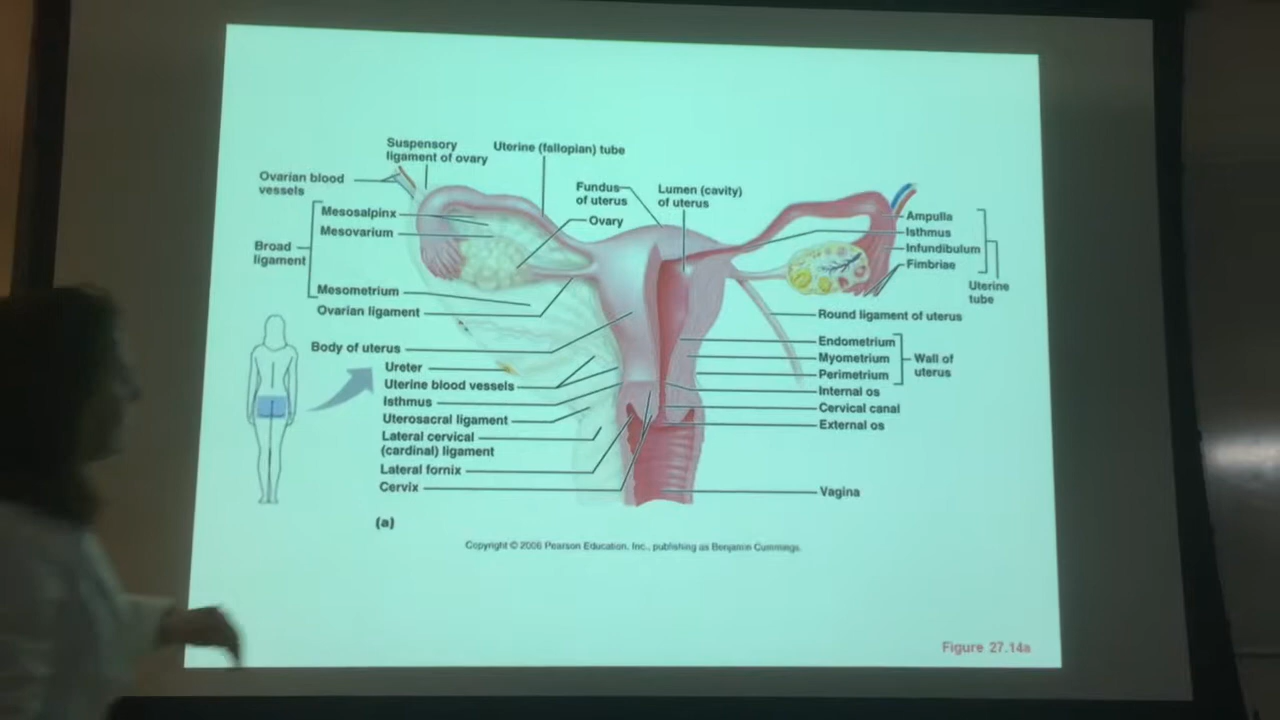 Suspensory
ligament of ovary
Uterine (fallopian) tube
Ovarian blood
vessels
Fundus
of uterus
Lumen (cavity)
of uterus
Mesosalpinx
Mesovarium
Broad
ligament
Ovary
Ampulla
Isthmus
Infundibulum
Fimbriae
Uterine
tube
Mesometrium
Ovarian ligament
Round ligament of uterus
Body of uterus
Ureter
Uterine blood vessels
Isthmus
Uterosacral ligament
Lateral cervical
(cardinal) ligament
Lateral fornix
Cervix
Endometrium
Myometrium
Perimetrium
Wall of
uterus
Internal os
Cervical canal
External os
Vagina
(a)
Copyright © 2006 Pearson Education, Inc., publishing as Benjamin Cummings.
Figure 27.14a